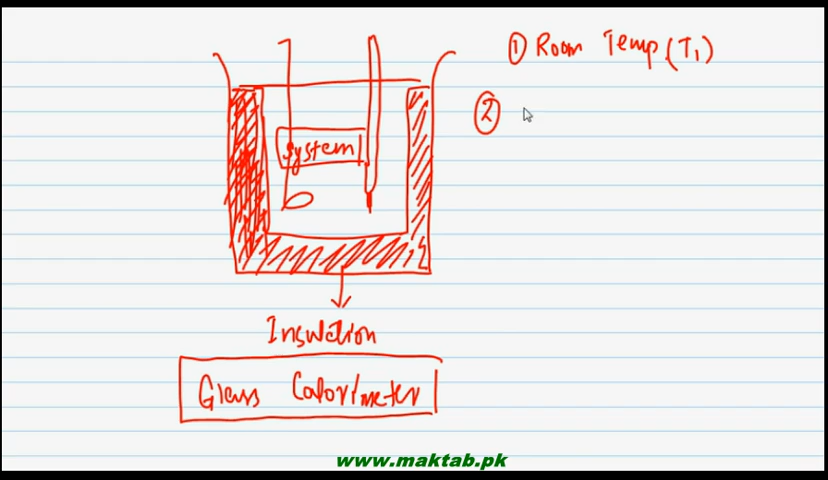 ① Room Temp (T₁)
②
System
Insulation
Glass Calorimeter
www.maktab.pk